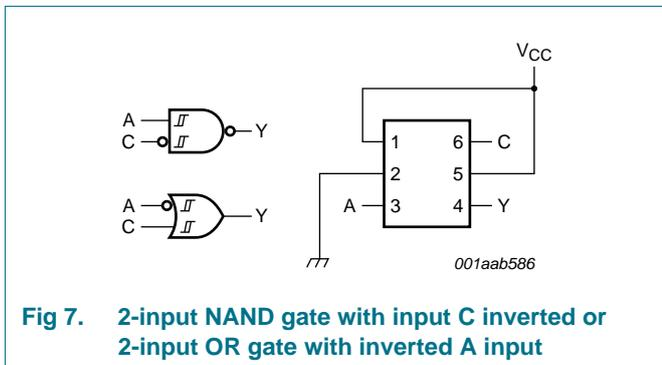 VCC
A
C
Y
A
C
Y
1 6 C
2 5
A 3 4 Y
001aab586
Fig 7. 2-input NAND gate with input C inverted or
2-input OR gate with inverted A input